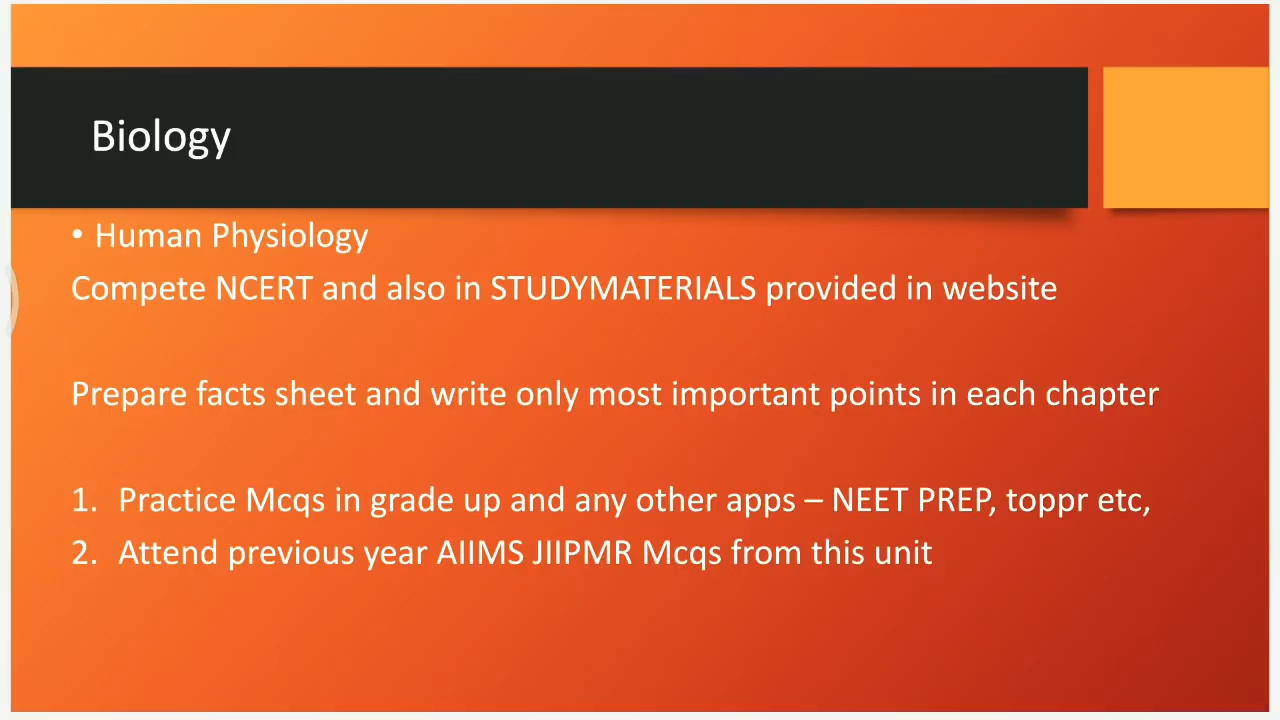 Biology
• Human Physiology
Compete NCERT and also in STUDYMATERIALS provided in website
Prepare facts sheet and write only most important points in each chapter
1. Practice Mcqs in grade up and any other apps – NEET PREP, toppr etc,
2. Attend previous year AIIMS JIIPMR Mcqs from this unit